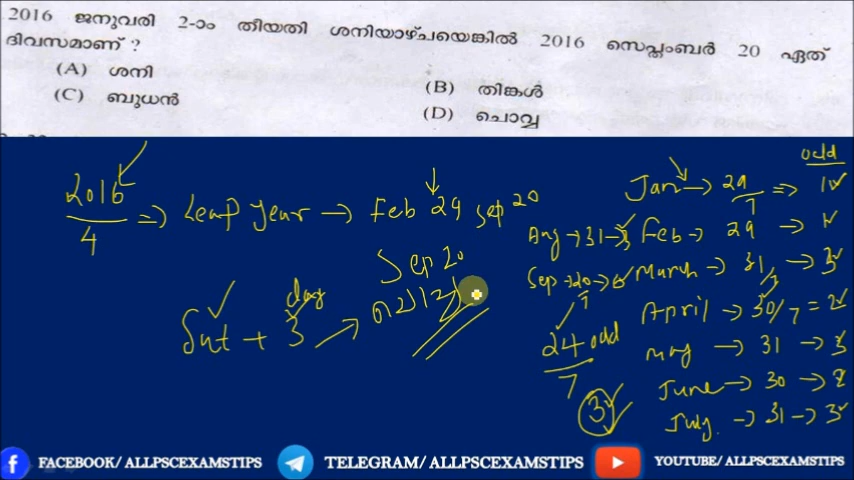 2016 ജനുവരി 2-ാം തീയതി ശനിയാഴ്ചയെങ്കിൽ 2016 സെപ്തംബർ 20 ഏത്
ദിവസമാണ് ?
(A) ശനി
(B) തിങ്കൾ
(C) ബുധൻ
(D) ചൊവ്വ
odd
2016/4 => Leap year → Feb 29 Sep 20
Jan → 29/7 => 1
Aug → 31 → 3
Feb → 29 → 1
Sep → 20/7 → 6
March → 31/7 → 3
April → 30/7 = 2
May → 31 → 3
June → 30 → 2
July → 31 → 3
24 odd/7
3
Sep 20
Sat + 3 day →
FACEBOOK/ ALLPSCEXAMSTIPS
TELEGRAM/ ALLPSCEXAMSTIPS
YOUTUBE/ ALLPSCEXAMSTIPS